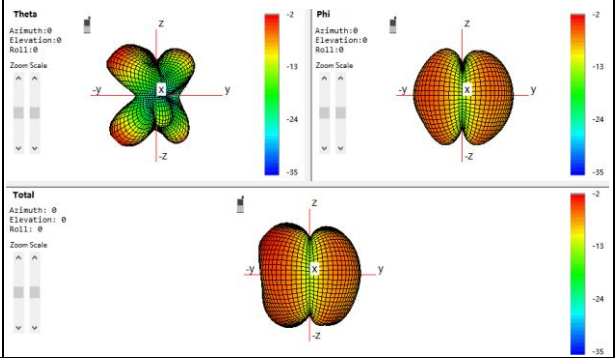 Theta
Azimuth:0
Elevation:0
Roll:0
Zoom Scale
Z
-y
X
y
-Z
-2
-13
-24
-35
Phi
Azimuth:0
Elevation:0
Roll:0
Zoom Scale
Z
-y
X
y
-Z
-2
-13
-24
-35
Total
Azimuth: 0
Elevation: 0
Roll: 0
Zoom Scale
Z
-y
X
y
-Z
-2
-13
-24
-35